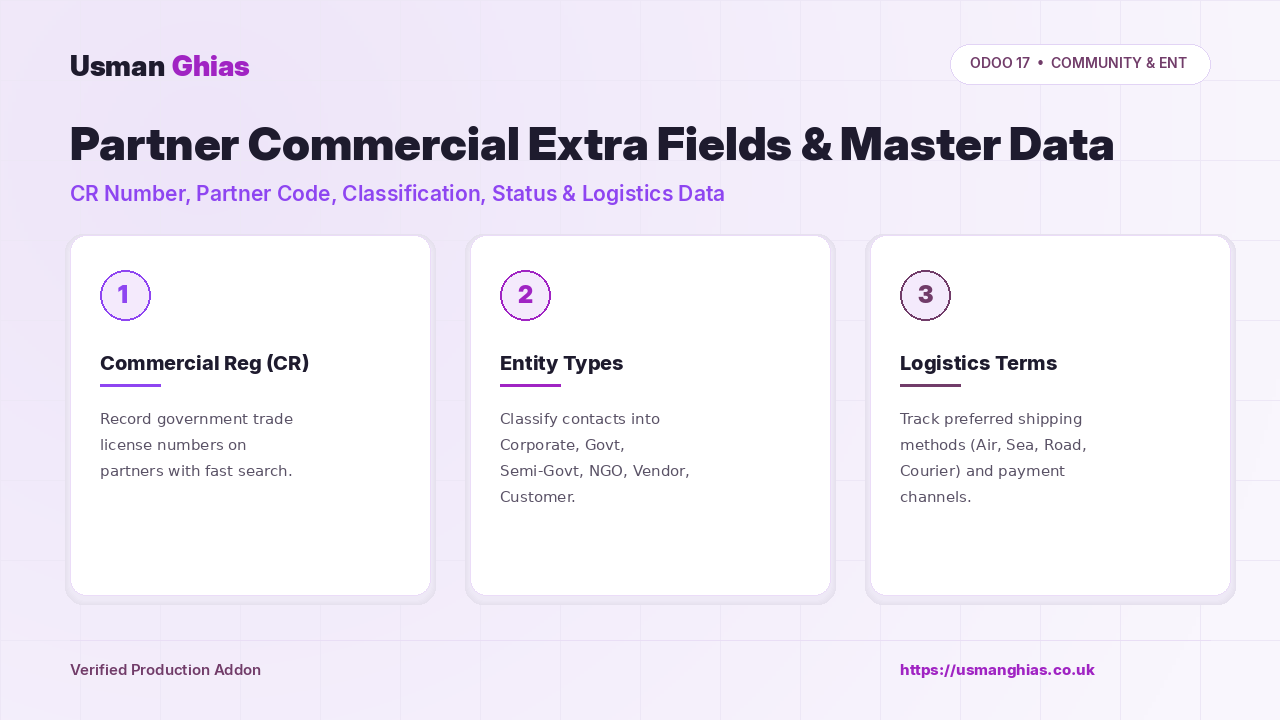 Usman Ghias
ODOO 17 • COMMUNITY & ENT
Partner Commercial Extra Fields & Master Data
CR Number, Partner Code, Classification, Status & Logistics Data
1
Commercial Reg (CR)
Record government trade
license numbers on
partners with fast search.
2
Entity Types
Classify contacts into
Corporate, Govt,
Semi-Govt, NGO, Vendor,
Customer.
3
Logistics Terms
Track preferred shipping
methods (Air, Sea, Road,
Courier) and payment
channels.
Verified Production Addon
https://usmanghias.co.uk